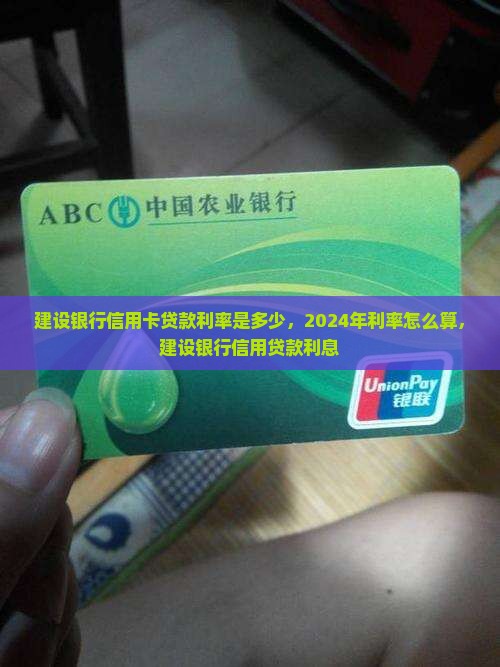 ABC 中国农业银行
建设银行信用卡贷款利率是多少，2024年利率怎么算，
建设银行信用贷款利息
UnionPay
银联